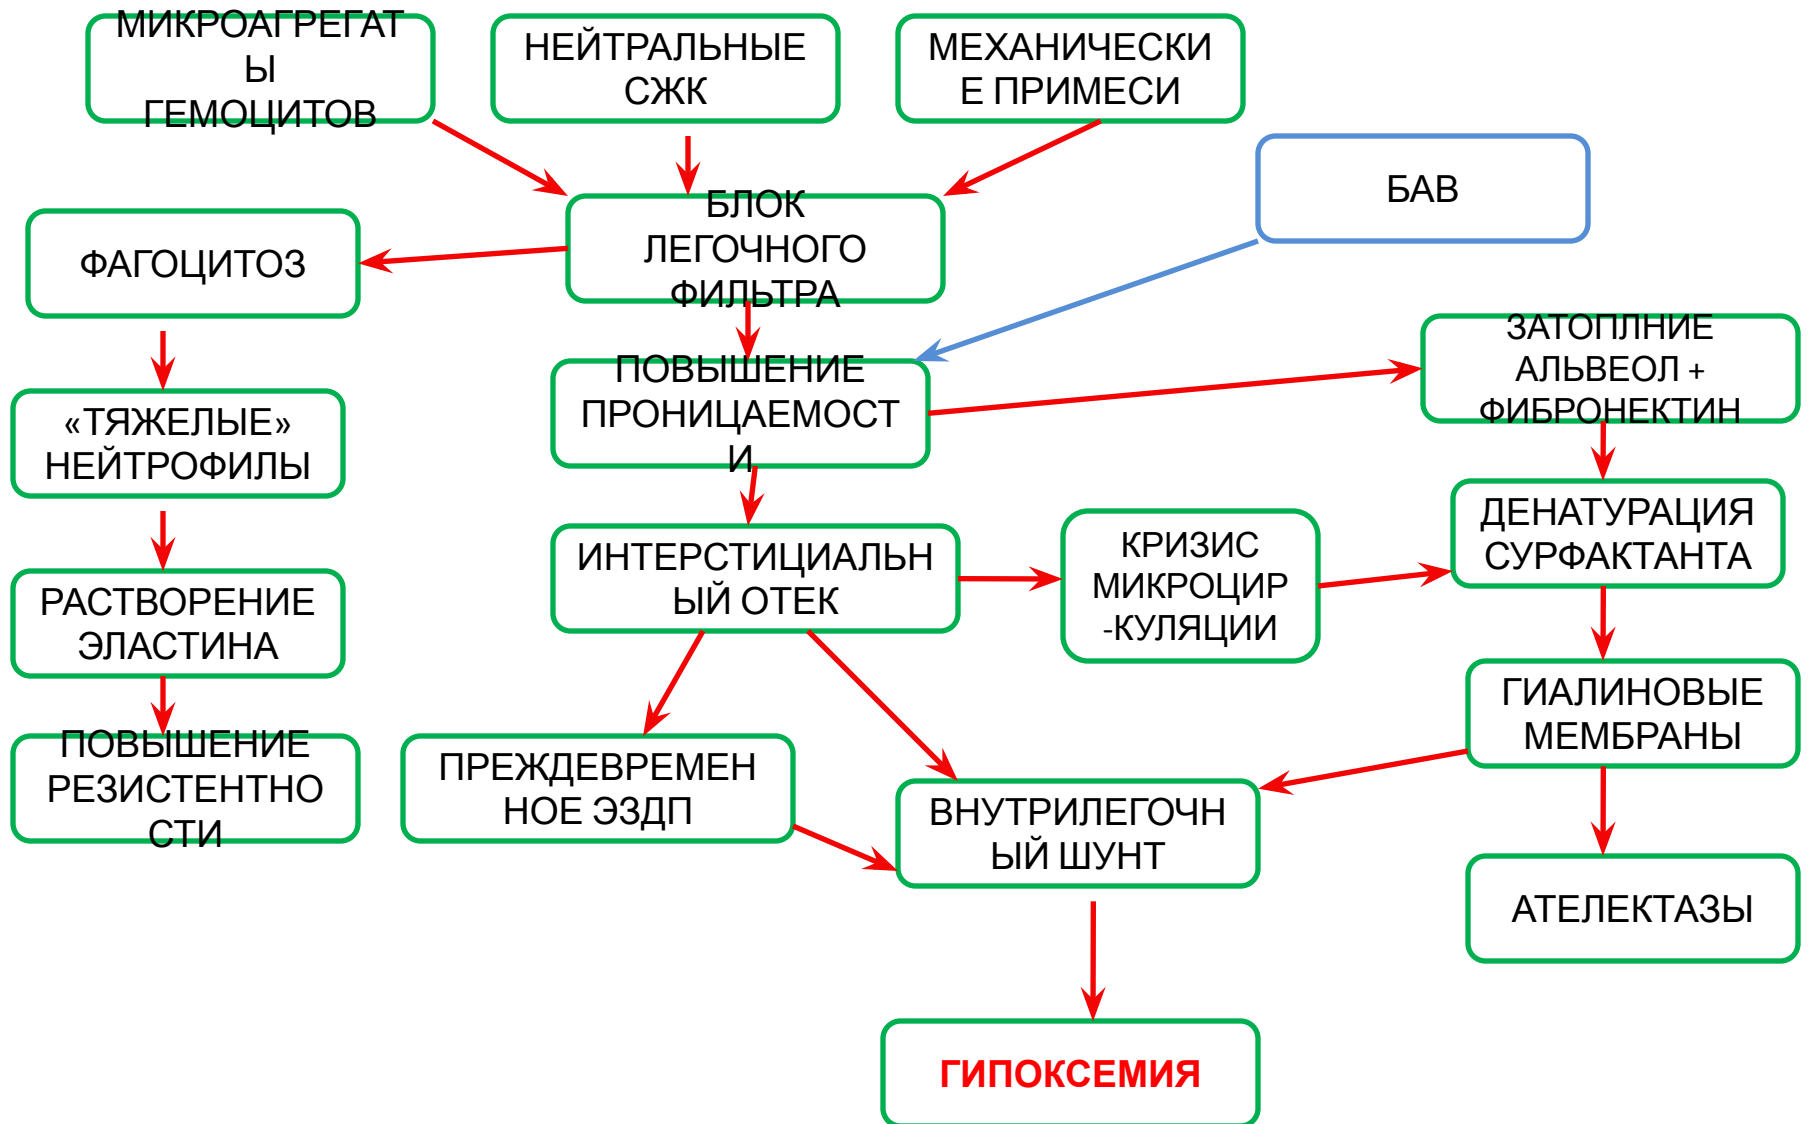 МИКРОАГРЕГАТ
Ы
ГЕМОЦИТОВ
НЕЙТРАЛЬНЫЕ
СЖК
МЕХАНИЧЕСКИ
Е ПРИМЕСИ
БАВ
БЛОК
ЛЕГОЧНОГО
ФИЛЬТРА
ФАГОЦИТОЗ
ЗАТОПЛНИЕ
АЛЬВЕОЛ +
ФИБРОНЕКТИН
ПОВЫШЕНИЕ
ПРОНИЦАЕМОСТ
И
«ТЯЖЕЛЫЕ»
НЕЙТРОФИЛЫ
ДЕНАТУРАЦИЯ
СУРФАКТАНТА
ИНТЕРСТИЦИАЛЬН
ЫЙ ОТЕК
КРИЗИС
МИКРОЦИР
-КУЛЯЦИИ
РАСТВОРЕНИЕ
ЭЛАСТИНА
ГИАЛИНОВЫЕ
МЕМБРАНЫ
ПОВЫШЕНИЕ
РЕЗИСТЕНТНО
СТИ
ПРЕЖДЕВРЕМЕН
НОЕ ЭЗДП
ВНУТРИЛЕГОЧН
ЫЙ ШУНТ
АТЕЛЕКТАЗЫ
ГИПОКСЕМИЯ